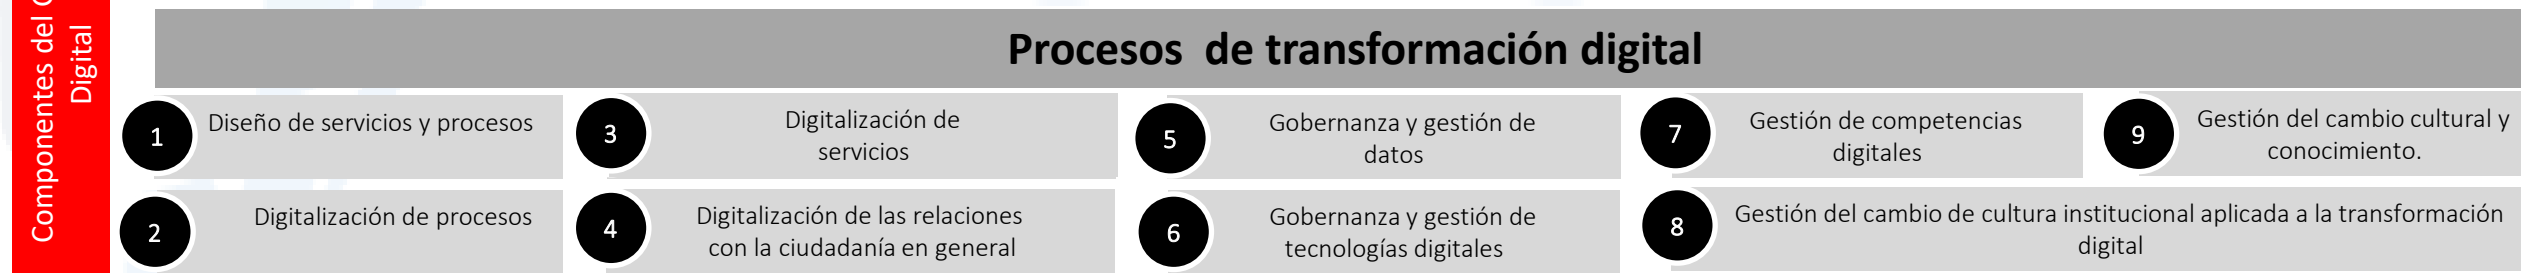 Componentes del
Digital
Procesos de transformación digital
1
Diseño de servicios y procesos
2
Digitalización de procesos
3
Digitalización de
servicios
4
Digitalización de las relaciones
con la ciudadanía en general
5
Gobernanza y gestión de
datos
6
Gobernanza y gestión de
tecnologías digitales
7
Gestión de competencias
digitales
8
Gestión del cambio de cultura institucional aplicada a la transformación
digital
9
Gestión del cambio cultural y
conocimiento.